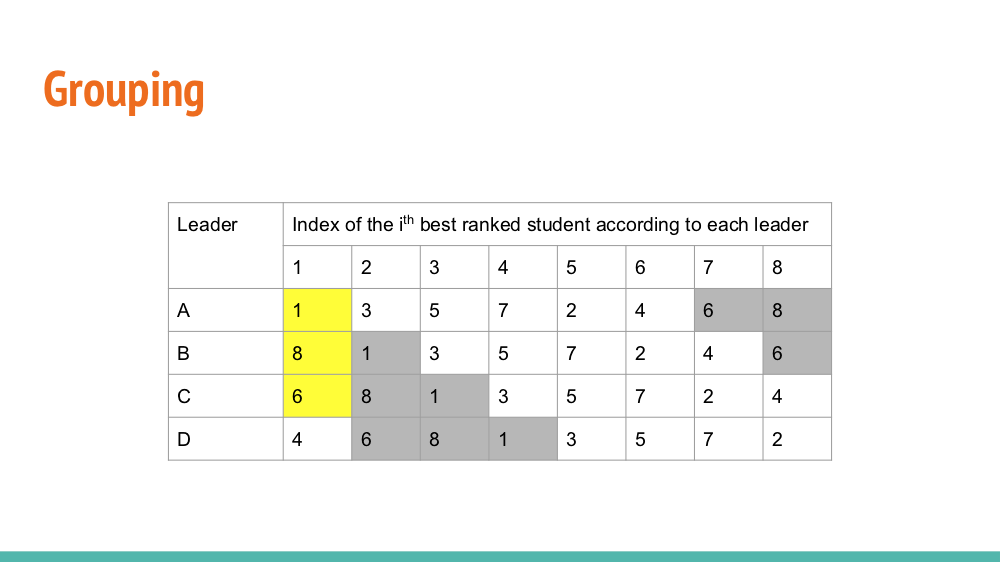 Grouping
Leader Index of the ith best ranked student according to each leader
1 2 3 4 5 6 7 8
A 1 3 5 7 2 4 6 8
B 8 1 3 5 7 2 4 6
C 6 8 1 3 5 7 2 4
D 4 6 8 1 3 5 7 2